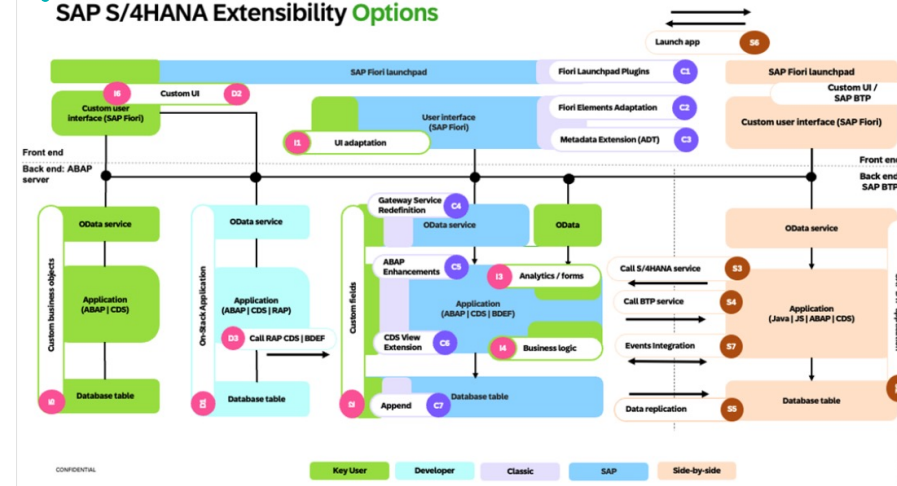 SAP S/4HANA Extensibility Options
Launch app
S6
SAP Fiori launchpad
Fiori Launchpad Plugins
C1
SAP Fiori launchpad
I6
Custom UI
D2
Custom UI /
SAP BTP
Custom user
interface (SAP Fiori)
User interface
(SAP Fiori)
Fiori Elements Adaptation
C2
Custom user interface (SAP Fiori)
I1
UI adaptation
Metadata Extension (ADT)
C3
Front end
Front end
Back end: ABAP
server
Back end
SAP BTP
Gateway Service
Redefinition
C4
OData service
OData service
OData service
OData
OData service
Custom business objects
On-Stack Application
Custom fields
ABAP
Enhancements
C5
I3
Analytics / forms
Call S/4HANA service
S3
Application
(ABAP | CDS)
Application
(ABAP | CDS | RAP)
Application
(ABAP | CDS | BDEF)
Call BTP service
S4
Application
(Java | JS | ABAP | CDS)
D3
Call RAP CDS | BDEF
CDS View
Extension
C6
I4
Business logic
Events Integration
S7
Database table
Database table
Database table
Database table
I5
D1
I2
Append
C7
Data replication
S5
CONFIDENTIAL
Key User
Developer
Classic
SAP
Side-by-side